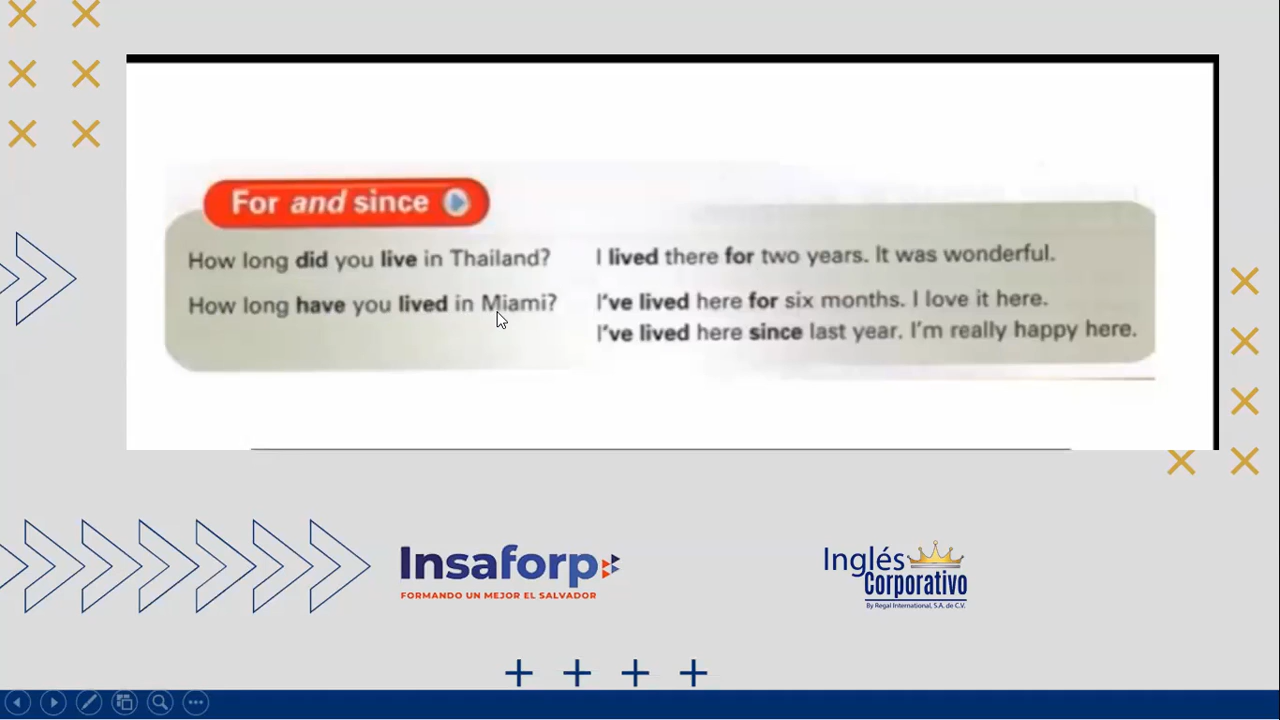 For and since
How long did you live in Thailand?
I lived there for two years. It was wonderful.
How long have you lived in Miami?
I've lived here for six months. I love it here.
I've lived here since last year. I'm really happy here.
Insaforp
FORMANDO UN MEJOR EL SALVADOR
Inglés
Corporativo
By Regal International, S.A. de C.V.